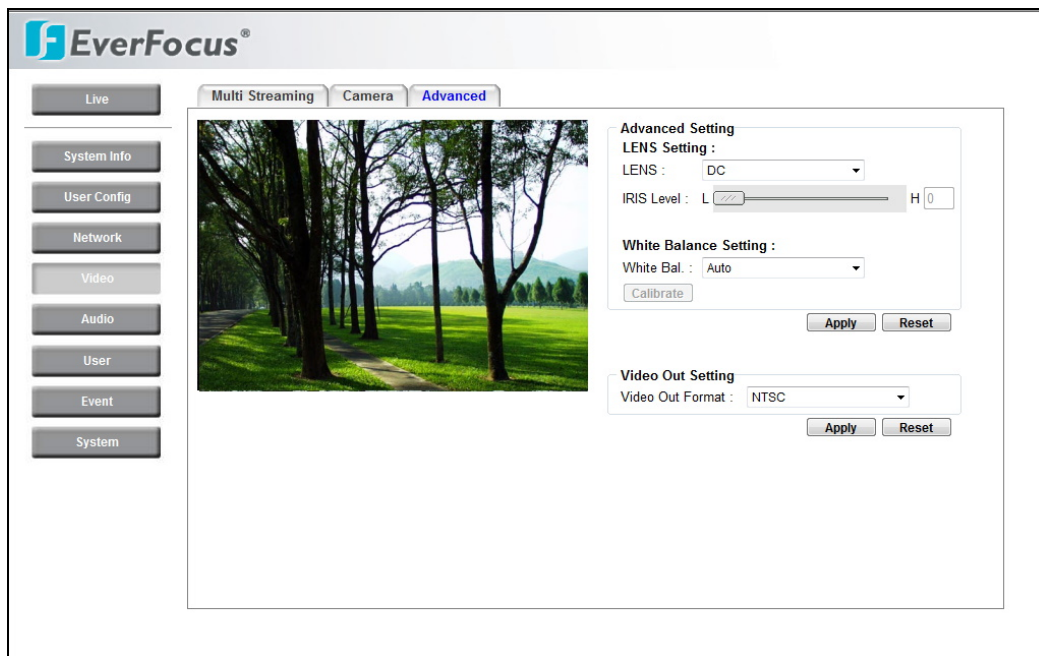 EverFocus®
Live
System Info
User Config
Network
Video
Audio
User
Event
System
Multi Streaming Camera Advanced
Advanced Setting
LENS Setting :
LENS : DC
IRIS Level : L H 0
White Balance Setting :
White Bal. : Auto
Calibrate
Apply Reset
Video Out Setting
Video Out Format : NTSC
Apply Reset